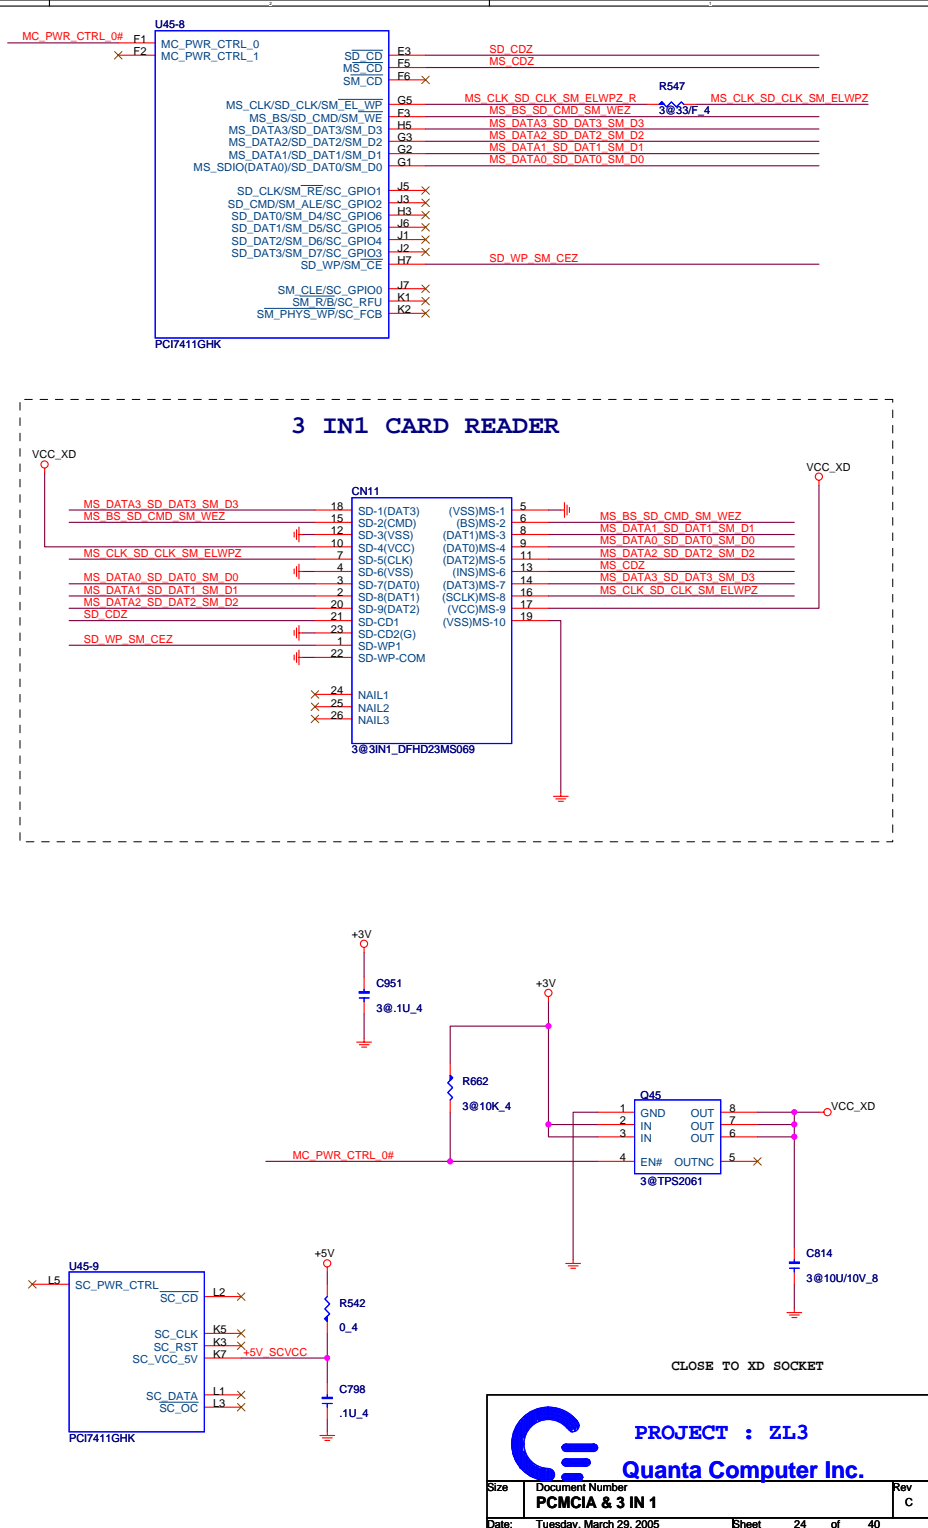 U45-8
MC_PWR_CTRL_0# F1 MC_PWR_CTRL_0
F2 MC_PWR_CTRL_1
SD_CD E3 SD_CDZ
MS_CD F5 MS_CDZ
SM_CD F6
R547
MS_CLK/SD_CLK/SM_EL_WP G5 MS_CLK_SD_CLK_SM_ELWPZ_R MS_CLK_SD_CLK_SM_ELWPZ
3@33/F_4
MS_BS/SD_CMD/SM_WE F3 MS_BS_SD_CMD_SM_WEZ
MS_DATA3/SD_DAT3/SM_D3 H5 MS_DATA3_SD_DAT3_SM_D3
MS_DATA2/SD_DAT2/SM_D2 G3 MS_DATA2_SD_DAT2_SM_D2
MS_DATA1/SD_DAT1/SM_D1 G2 MS_DATA1_SD_DAT1_SM_D1
MS_SDIO(DATA0)/SD_DAT0/SM_D0 G1 MS_DATA0_SD_DAT0_SM_D0
SD_CLK/SM_RE/SC_GPIO1 J5
SD_CMD/SM_ALE/SC_GPIO2 J3
SD_DAT0/SM_D4/SC_GPIO6 H3
SD_DAT1/SM_D5/SC_GPIO5 J6
SD_DAT2/SM_D6/SC_GPIO4 J1
SD_DAT3/SM_D7/SC_GPIO3 J2
SD_WP/SM_CE H7 SD_WP_SM_CEZ
SM_CLE/SC_GPIO0 J7
SM_R/B/SC_RFU K1
SM_PHYS_WP/SC_FCB K2
PCI7411GHK
3 IN1 CARD READER
VCC_XD
VCC_XD
CN11
MS_DATA3_SD_DAT3_SM_D3 18 SD-1(DAT3) (VSS)MS-1 5
MS_BS_SD_CMD_SM_WEZ 15 SD-2(CMD) (BS)MS-2 6 MS_BS_SD_CMD_SM_WEZ
12 SD-3(VSS) (DAT1)MS-3 8 MS_DATA1_SD_DAT1_SM_D1
10 SD-4(VCC) (DAT0)MS-4 9 MS_DATA0_SD_DAT0_SM_D0
MS_CLK_SD_CLK_SM_ELWPZ 7 SD-5(CLK) (DAT2)MS-5 11 MS_DATA2_SD_DAT2_SM_D2
4 SD-6(VSS) (INS)MS-6 13 MS_CDZ
MS_DATA0_SD_DAT0_SM_D0 3 SD-7(DAT0) (DAT3)MS-7 14 MS_DATA3_SD_DAT3_SM_D3
MS_DATA1_SD_DAT1_SM_D1 2 SD-8(DAT1) (SCLK)MS-8 16 MS_CLK_SD_CLK_SM_ELWPZ
MS_DATA2_SD_DAT2_SM_D2 20 SD-9(DAT2) (VCC)MS-9 17
SD_CDZ 21 SD-CD1 (VSS)MS-10 19
23 SD-CD2(G)
SD_WP_SM_CEZ 1 SD-WP1
22 SD-WP-COM
24 NAIL1
25 NAIL2
26 NAIL3
3@3IN1_DFHD23MS069
+3V
C951
3@.1U_4
+3V
R662
3@10K_4
Q45
1 GND OUT 8 VCC_XD
2 IN OUT 7
3 IN OUT 6
MC_PWR_CTRL_0# 4 EN# OUTNC 5
3@TPS2061
C814
3@10U/10V_8
U45-9
+5V
L5 SC_PWR_CTRL
SC_CD L2
R542
0_4
SC_CLK K5
SC_RST K3
SC_VCC_5V K7 +5V_SCVCC
SC_DATA L1
SC_OC L3
C798
.1U_4
PCI7411GHK
CLOSE TO XD SOCKET
PROJECT : ZL3
Quanta Computer Inc.
Size Document Number Rev
PCMCIA & 3 IN 1 C
Date: Tuesday, March 29, 2005 Sheet 24 of 40